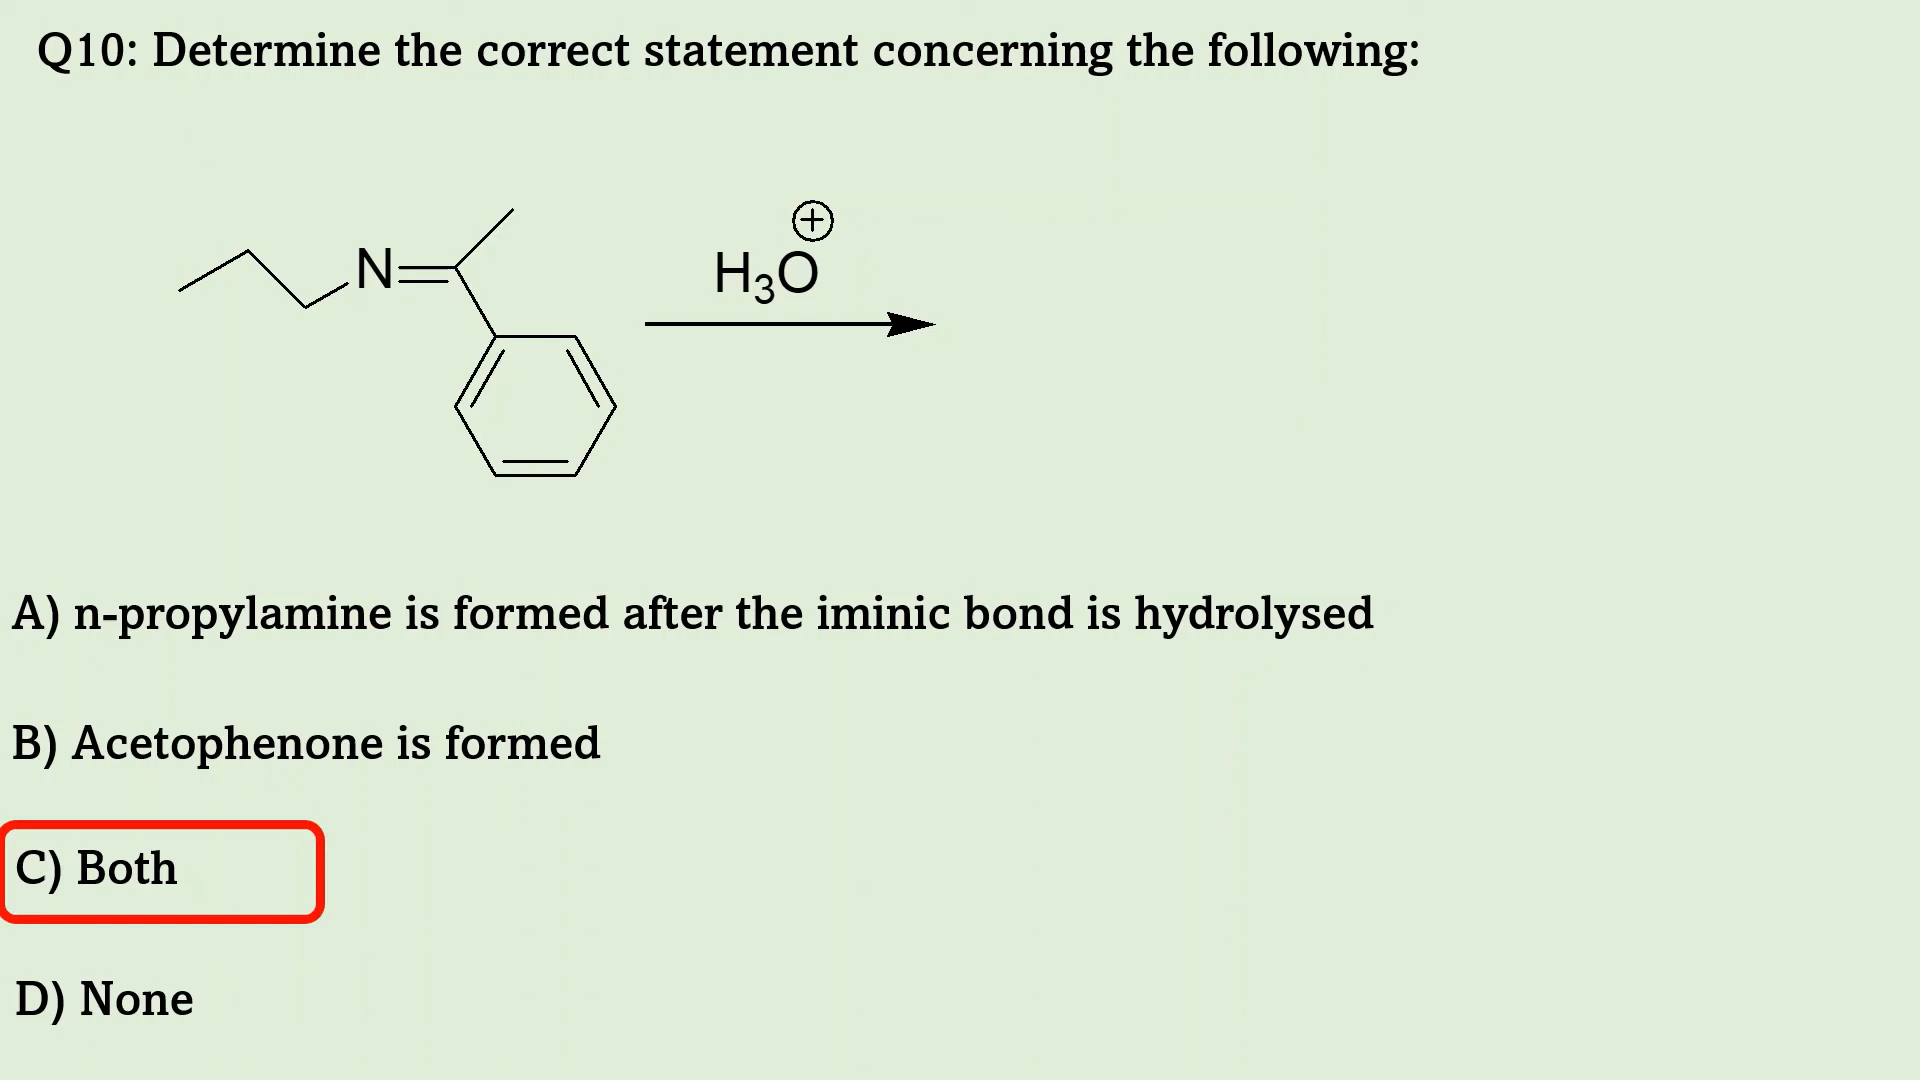 Q10: Determine the correct statement concerning the following:
N
H₃O⊕
A) n-propylamine is formed after the iminic bond is hydrolysed
B) Acetophenone is formed
C) Both
D) None